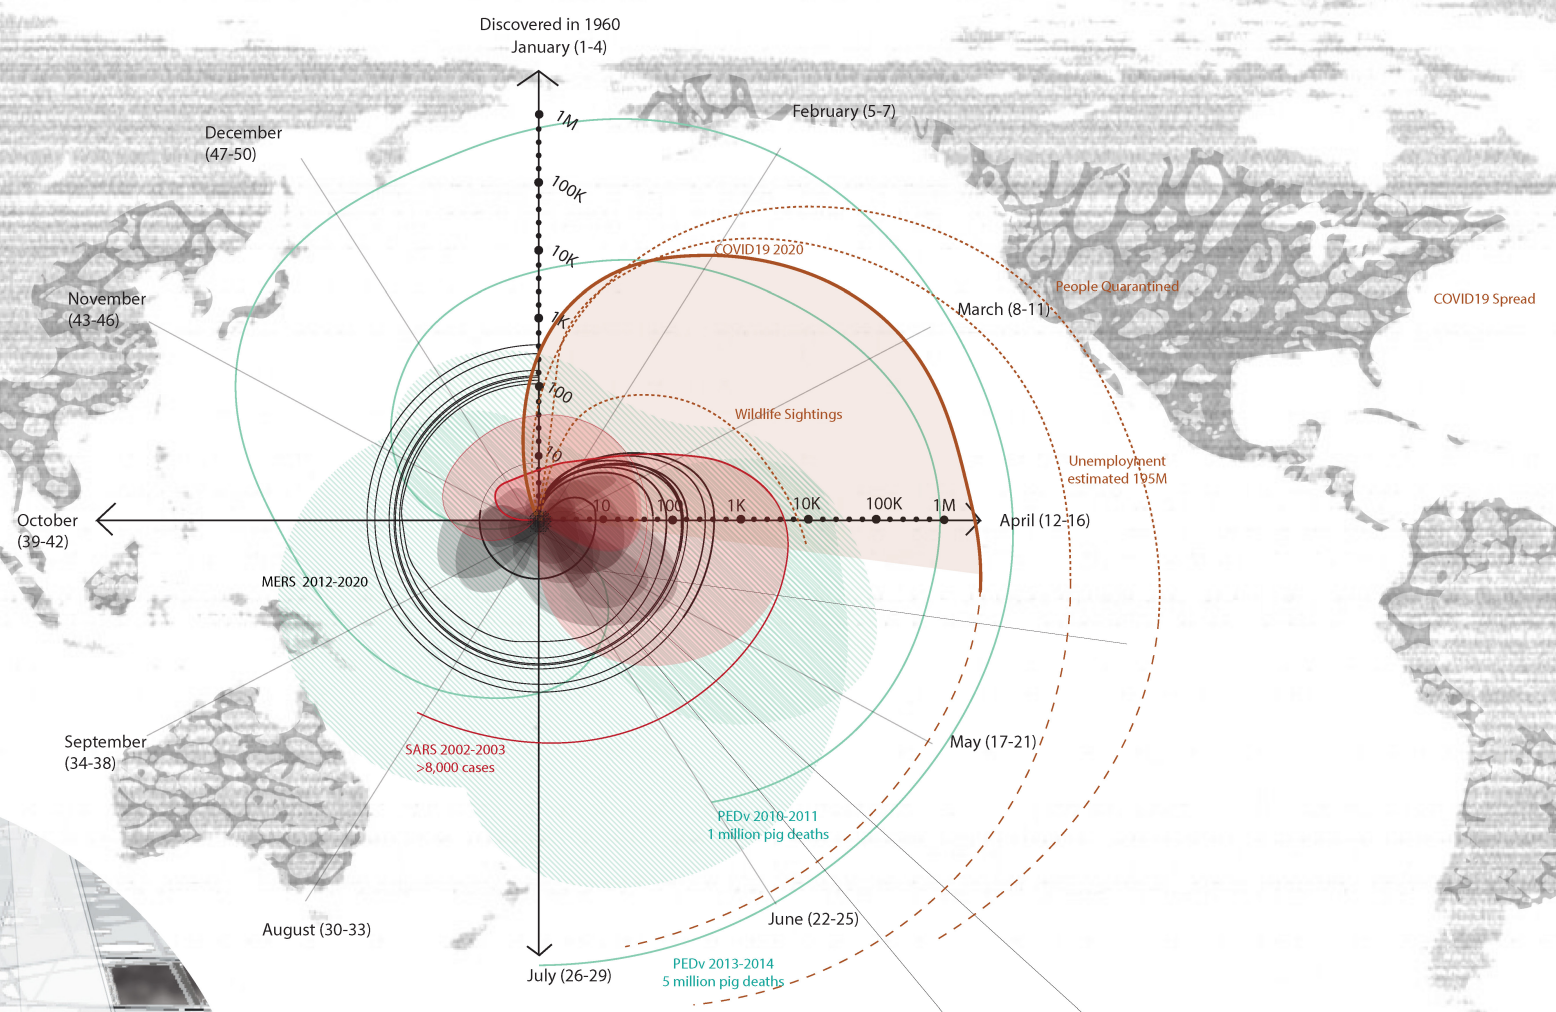 Discovered in 1960
January (1-4)
February (5-7)
1M
December
(47-50)
100K
10K
COVID19 2020
People Quarantined
COVID19 Spread
November
(43-46)
March (8-11)
1K
100
Wildlife Sightings
10
Unemployment
estimated 195M
10
100
1K
10K
100K
1M
October
(39-42)
April (12-16)
MERS 2012-2020
September
(34-38)
SARS 2002-2003
>8,000 cases
May (17-21)
PEDv 2010-2011
1 million pig deaths
August (30-33)
June (22-25)
July (26-29)
PEDv 2013-2014
5 million pig deaths